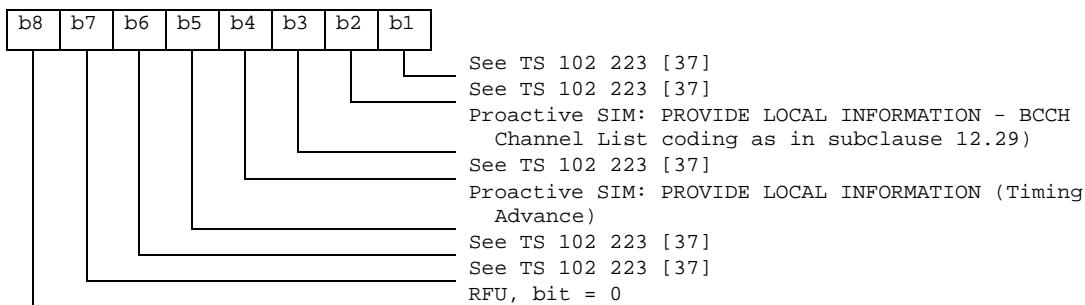 b8 b7 b6 b5 b4 b3 b2 b1
See TS 102 223 [37]
See TS 102 223 [37]
Proactive SIM: PROVIDE LOCAL INFORMATION - BCCH
Channel List coding as in subclause 12.29)
See TS 102 223 [37]
Proactive SIM: PROVIDE LOCAL INFORMATION (Timing
Advance)
See TS 102 223 [37]
See TS 102 223 [37]
RFU, bit = 0